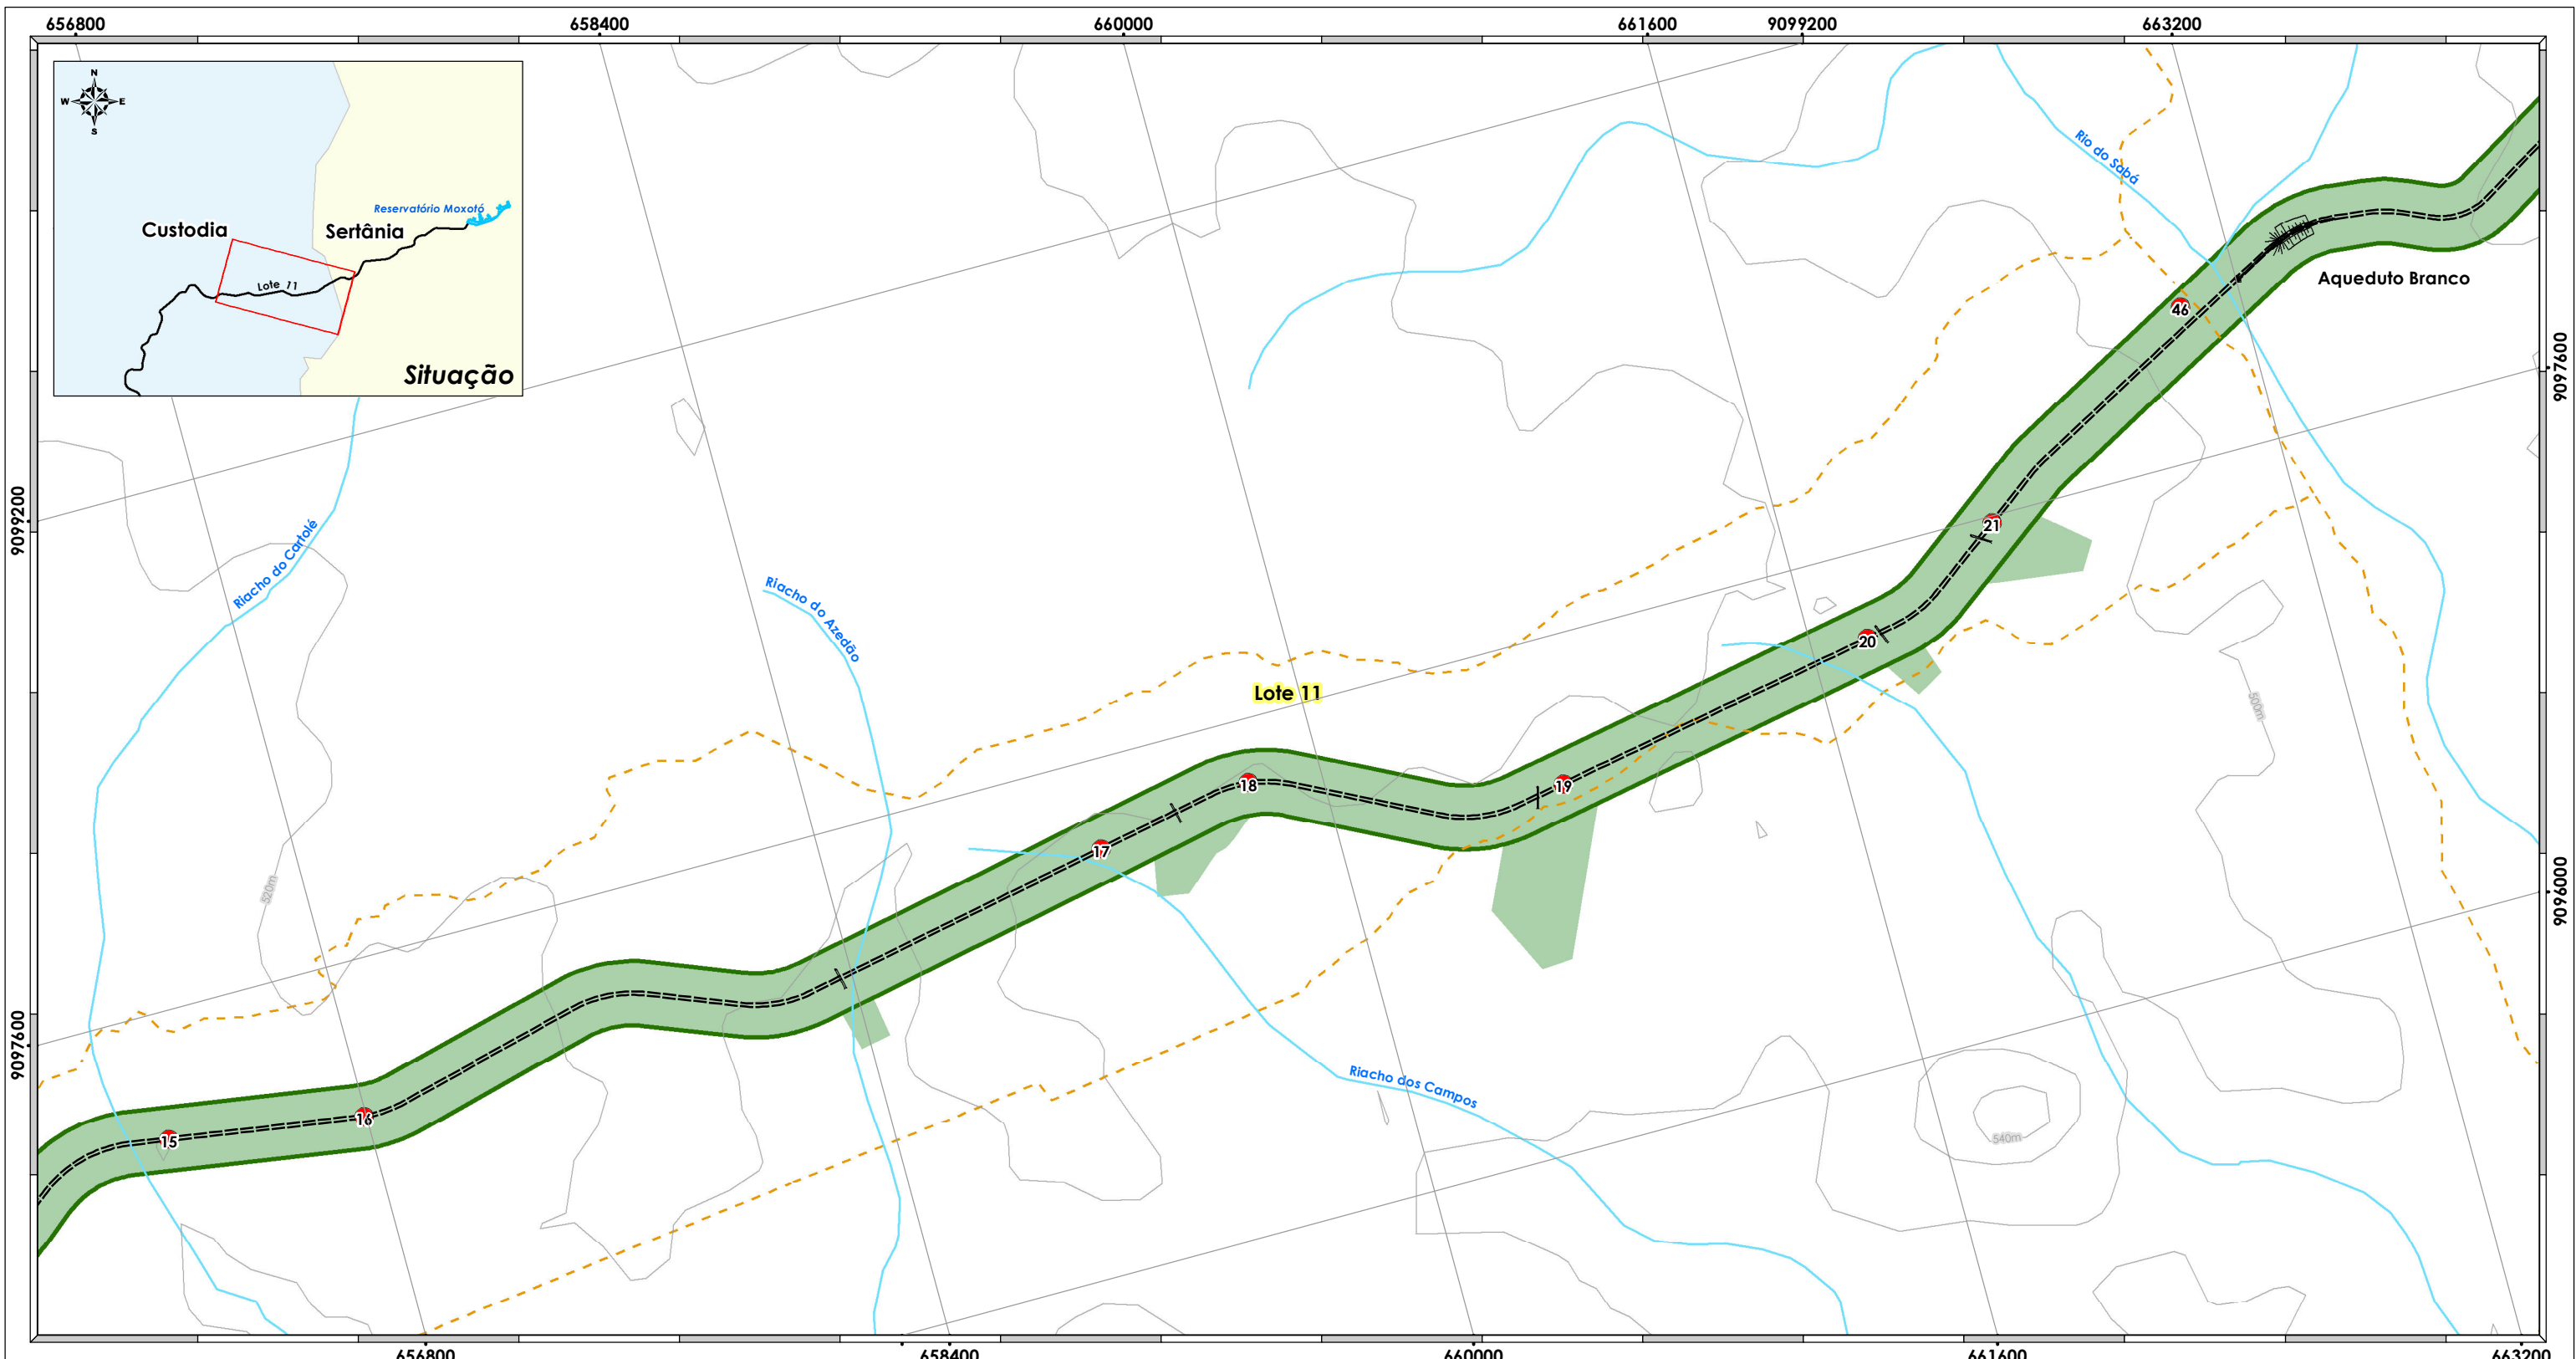 656800
658400
660000
661600
9099200
663200
N
W
E
S
Custodia
Sertânia
Reservatório Moxotó
Lote 11
Situação
Rio do Sabá
Aqueduto Branco
46
9097600
9099200
21
Riacho do Cartolé
Riacho do Azedão
20
Lote 11
500m
18
19
17
520m
9096000
9097600
Riacho dos Campos
16
15
540m
656800
658400
660000
661600
663200